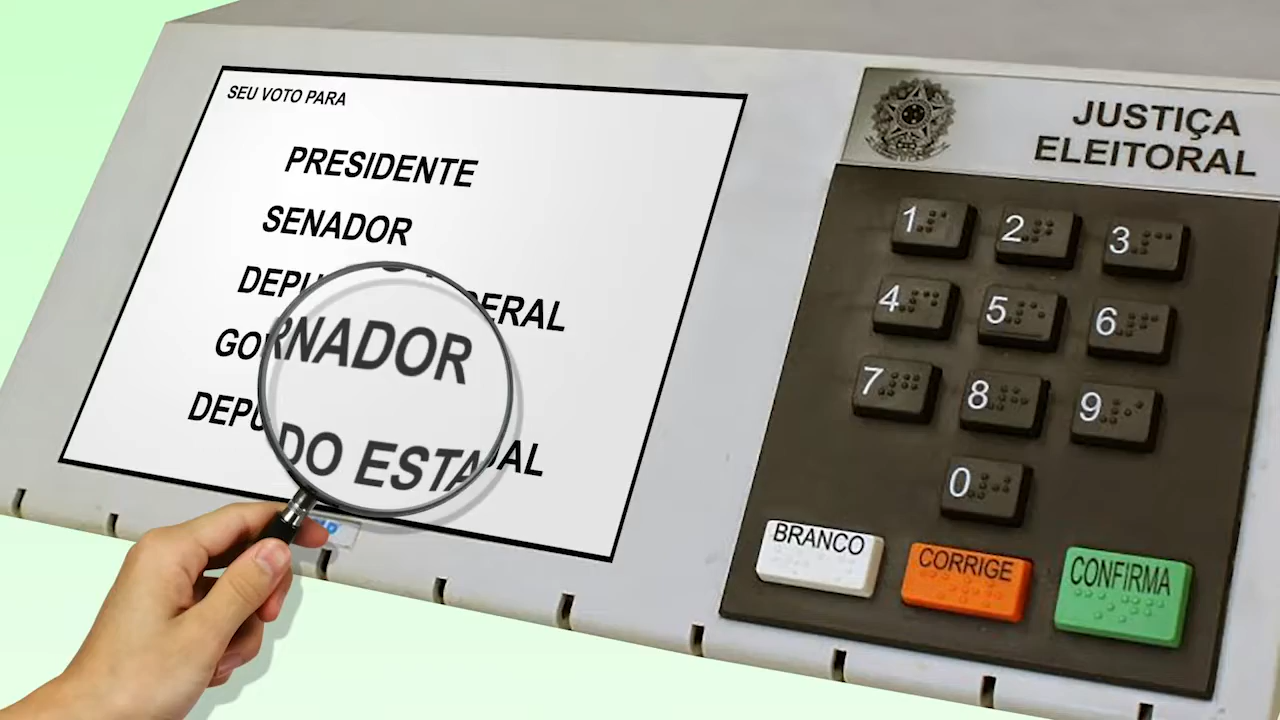 SEU VOTO PARA
PRESIDENTE
SENADOR
DEPU ERAL
GORNADOR
DEPU DO ESTA UAL
JUSTIÇA
ELEITORAL
1 2 3
4 5 6
7 8 9
0
BRANCO CORRIGE CONFIRMA